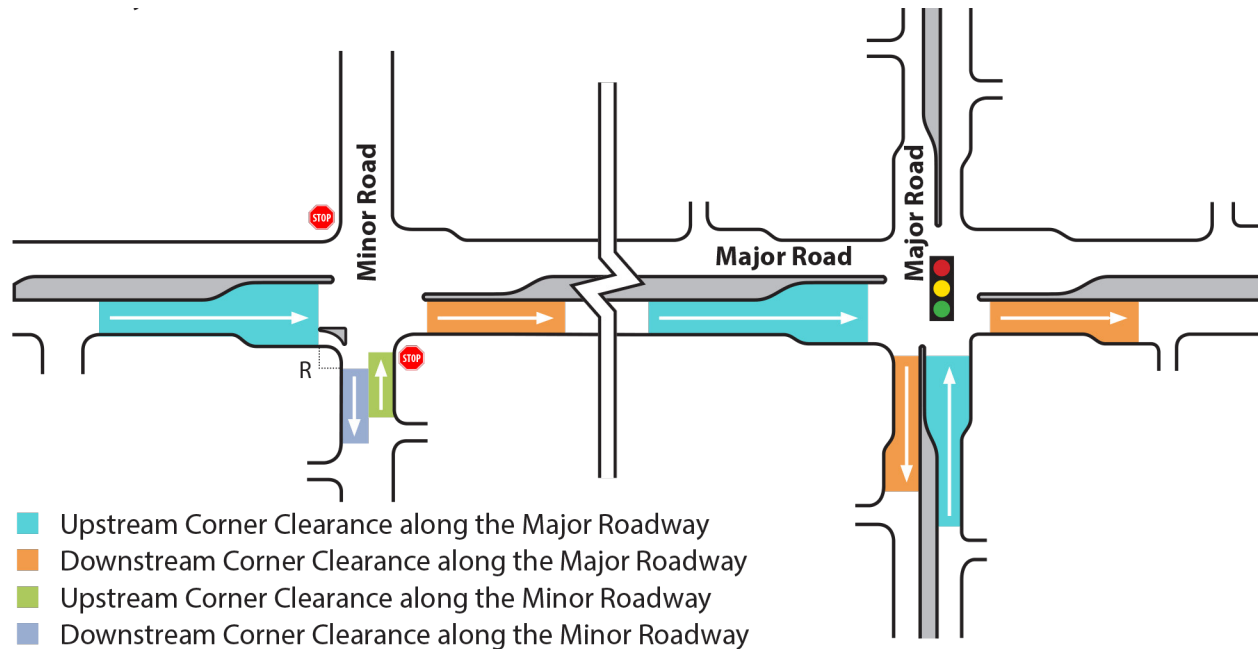 Minor Road
STOP
Major Road
Major Road
STOP
R
Upstream Corner Clearance along the Major Roadway
Downstream Corner Clearance along the Major Roadway
Upstream Corner Clearance along the Minor Roadway
Downstream Corner Clearance along the Minor Roadway